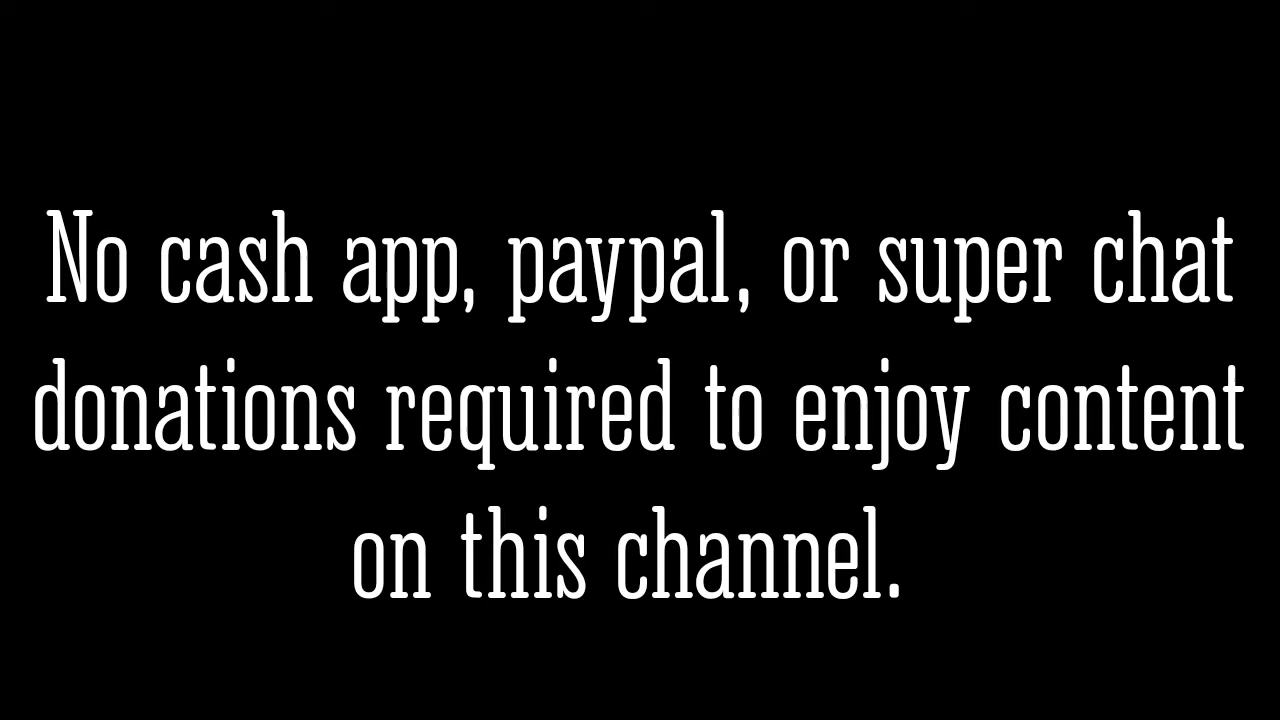 No cash app, paypal, or super chat
donations required to enjoy content
on this channel.